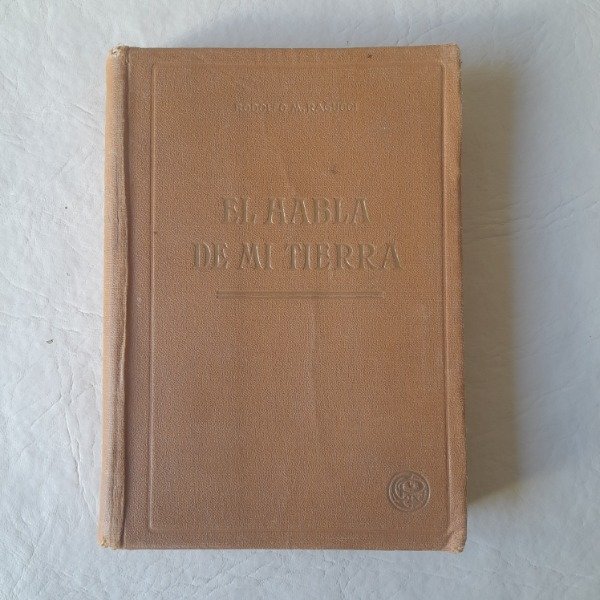 RODOLFO M. RAGUCCI
EL HABLA
DE MI TIERRA